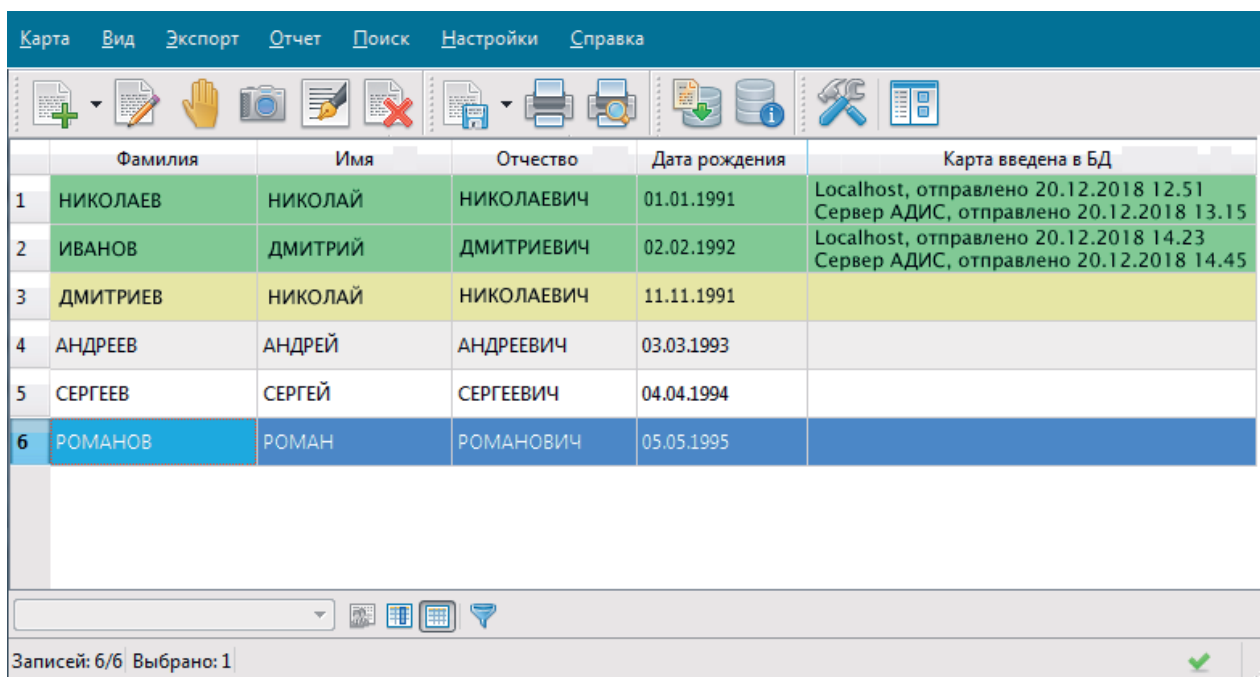 Карта Вид Экспорт Отчет Поиск Настройки Справка
Фамилия Имя Отчество Дата рождения Карта введена в БД
1 НИКОЛАЕВ НИКОЛАЙ НИКОЛАЕВИЧ 01.01.1991 Localhost, отправлено 20.12.2018 12.51
Сервер АДИС, отправлено 20.12.2018 13.15
2 ИВАНОВ ДМИТРИЙ ДМИТРИЕВИЧ 02.02.1992 Localhost, отправлено 20.12.2018 14.23
Сервер АДИС, отправлено 20.12.2018 14.45
3 ДМИТРИЕВ НИКОЛАЙ НИКОЛАЕВИЧ 11.11.1991
4 АНДРЕЕВ АНДРЕЙ АНДРЕЕВИЧ 03.03.1993
5 СЕРГЕЕВ СЕРГЕЙ СЕРГЕЕВИЧ 04.04.1994
6 РОМАНОВ РОМАН РОМАНОВИЧ 05.05.1995
Записей: 6/6 Выбрано: 1